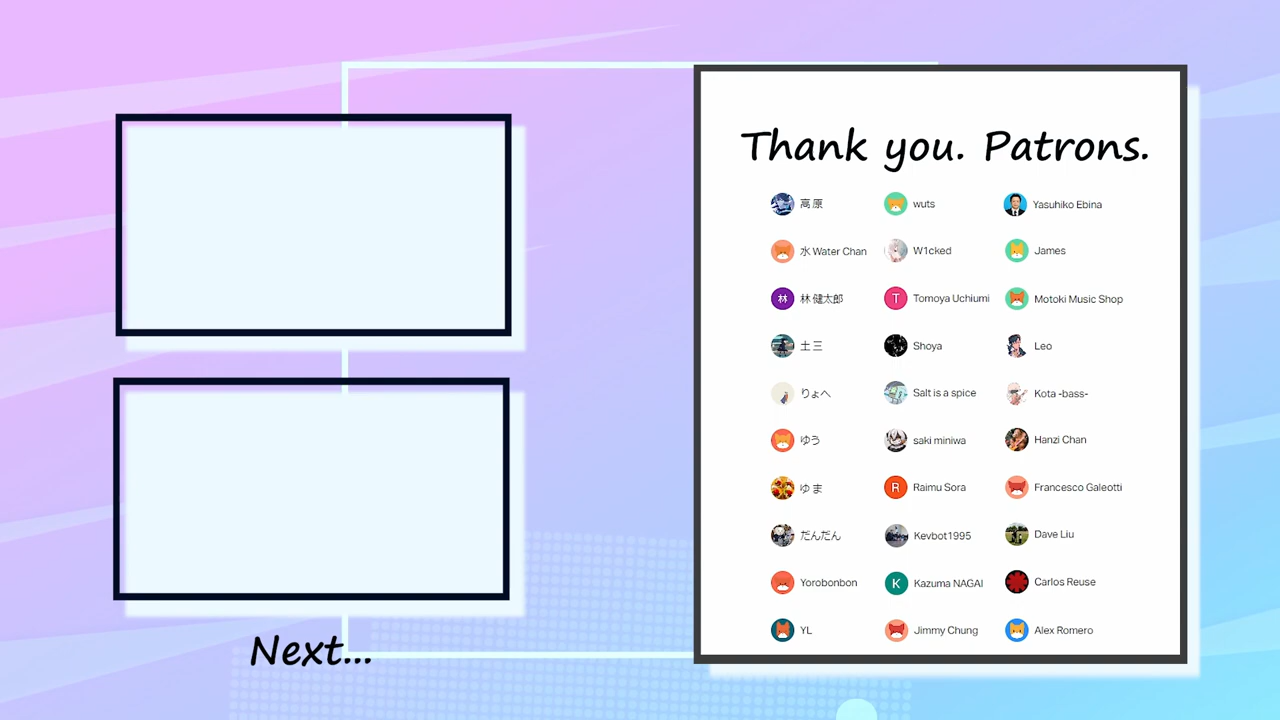 Thank you. Patrons.
高原 wuts Yasuhiko Ebina
水 Water Chan W1cked James
林 林 健太郎 T Tomoya Uchiumi Motoki Music Shop
土 三 Shoya Leo
りょへ Salt is a spice Kota -bass-
ゆう saki miniwa Hanzi Chan
ゆ ま R Raimu Sora Francesco Galeotti
だんだん Kevbot1995 Dave Liu
Yorobonbon K Kazuma NAGAI Carlos Reuse
YL Jimmy Chung Alex Romero
Next...